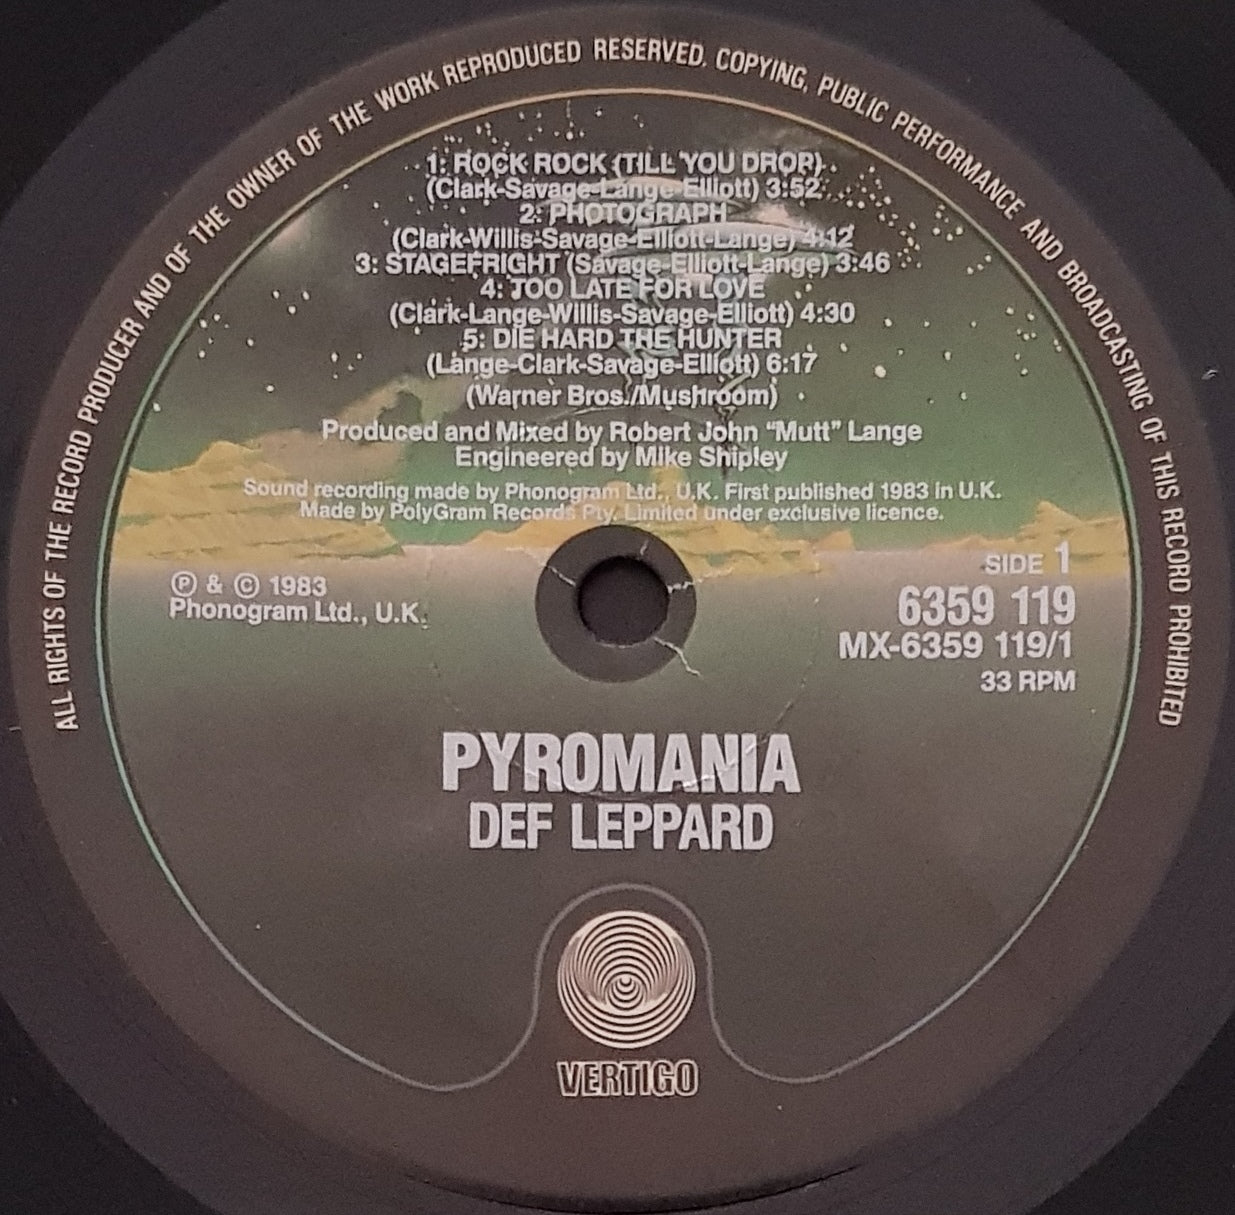 ALL RIGHTS OF THE RECORD PRODUCER AND OF THE OWNER OF THE WORK REPRODUCED RESERVED. COPYING, PUBLIC PERFORMANCE AND BROADCASTING OF THIS RECORD PROHIBITED
1: ROCK ROCK (TILL YOU DROP)
(Clark-Savage-Lange-Elliott) 3:52
2: PHOTOGRAPH
(Clark-Willis-Savage-Elliott-Lange) 4:12
3: STAGEFRIGHT (Savage-Elliott-Lange) 3:46
4: TOO LATE FOR LOVE
(Clark-Lange-Willis-Savage-Elliott) 4:30
5: DIE HARD THE HUNTER
(Lange-Clark-Savage-Elliott) 6:17
(Warner Bros./Mushroom)
Produced and Mixed by Robert John “Mutt” Lange
Engineered by Mike Shipley
Sound recording made by Phonogram Ltd., U.K. First published 1983 in U.K.
Made by PolyGram Records Pty. Limited under exclusive licence.
℗ & © 1983
Phonogram Ltd., U.K.
SIDE 1
6359 119
MX-6359 119/1
33 RPM
PYROMANIA
DEF LEPPARD
VERTIGO